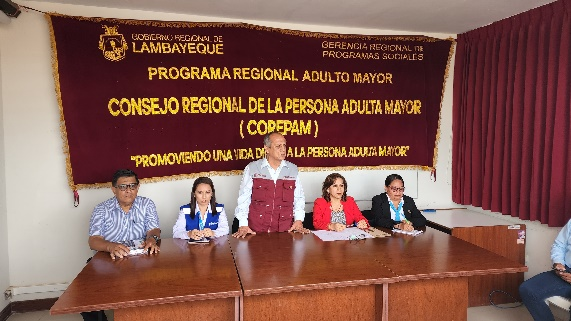 GOBIERNO REGIONAL DE
LAMBAYEQUE
GERENCIA REGIONAL DE
PROGRAMAS SOCIALES
PROGRAMA REGIONAL ADULTO MAYOR
CONSEJO REGIONAL DE LA PERSONA ADULTA MAYOR
( COREPAM )
"PROMOVIENDO UNA VIDA A LA PERSONA ADULTA MAYOR"